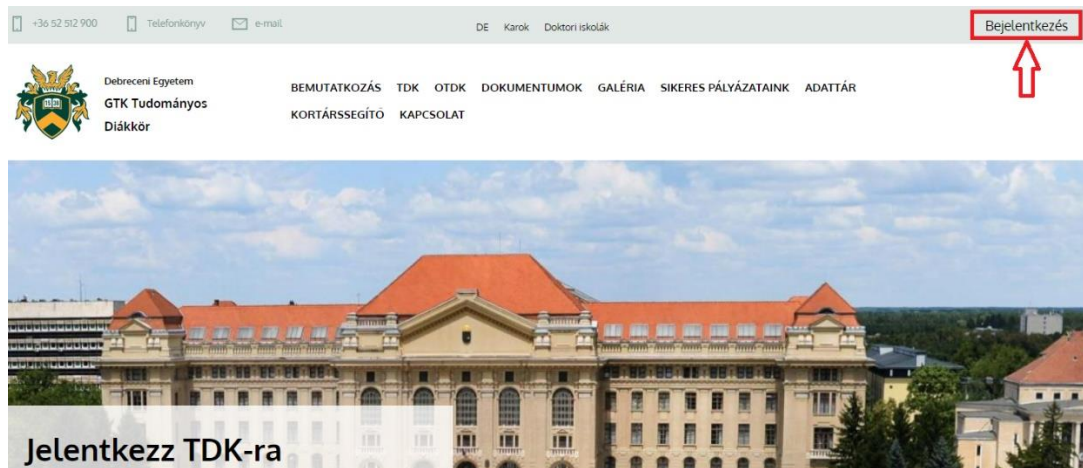 +36 52 512 900 Telefonkönyv e-mail DE Karok Doktori iskolák Bejelentkezés
Debreceni Egyetem
GTK Tudományos
Diákkör
BEMUTATKOZÁS TDK OTDK DOKUMENTUMOK GALÉRIA SIKERES PÁLYÁZATAINK ADATTÁR
KORTÁRSSEGÍTŐ KAPCSOLAT
Jelentkezz TDK-ra